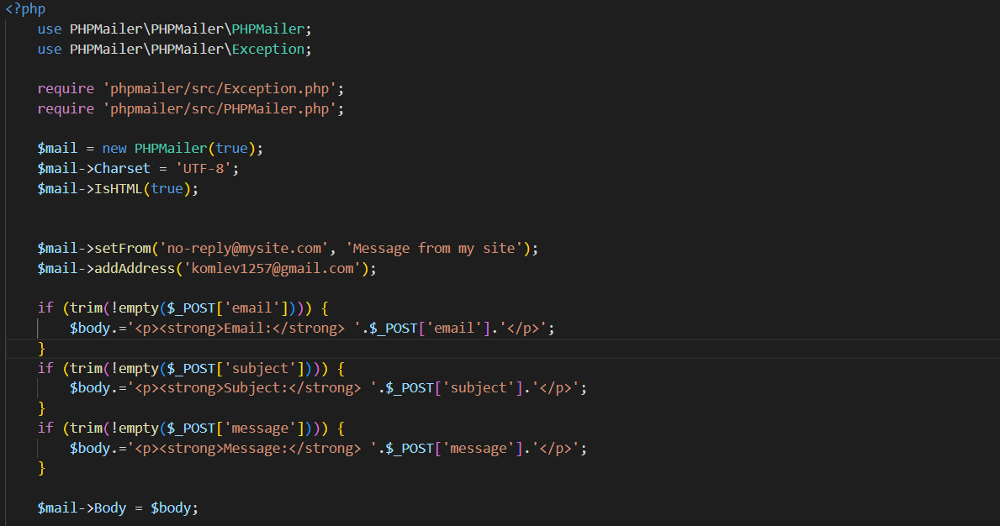 <?php
use PHPMailer\PHPMailer\PHPMailer;
use PHPMailer\PHPMailer\Exception;
require 'phpmailer/src/Exception.php';
require 'phpmailer/src/PHPMailer.php';
$mail = new PHPMailer(true);
$mail->Charset = 'UTF-8';
$mail->IsHTML(true);
$mail->setFrom('no-reply@mysite.com', 'Message from my site');
$mail->addAddress('komlev1257@gmail.com');
if (trim(!empty($_POST['email']))) {
$body.='<p><strong>Email:</strong> '.$_POST['email'].'</p>';
}
if (trim(!empty($_POST['subject']))) {
$body.='<p><strong>Subject:</strong> '.$_POST['subject'].'</p>';
}
if (trim(!empty($_POST['message']))) {
$body.='<p><strong>Message:</strong> '.$_POST['message'].'</p>';
}
$mail->Body = $body;